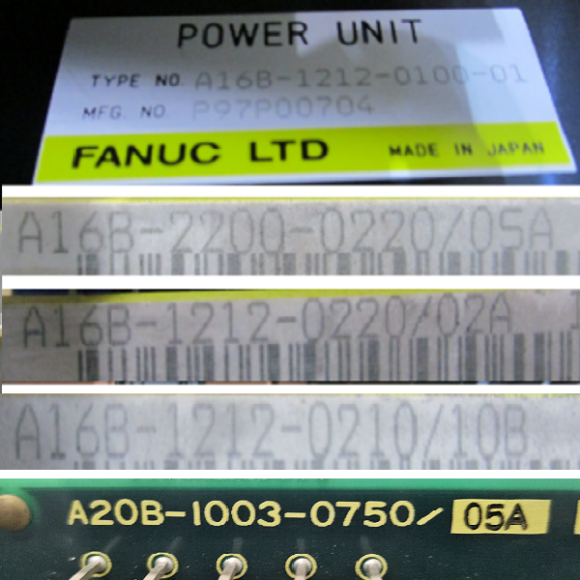 POWER UNIT
TYPE NO. A16B-1212-0100-01
MFG. NO P97P00704
FANUC LTD MADE IN JAPAN
A16B-2200-0220/05A
A16B-1212-0220/02A
A16B-1212-0210/10B
A20B-1003-0750/ 05A